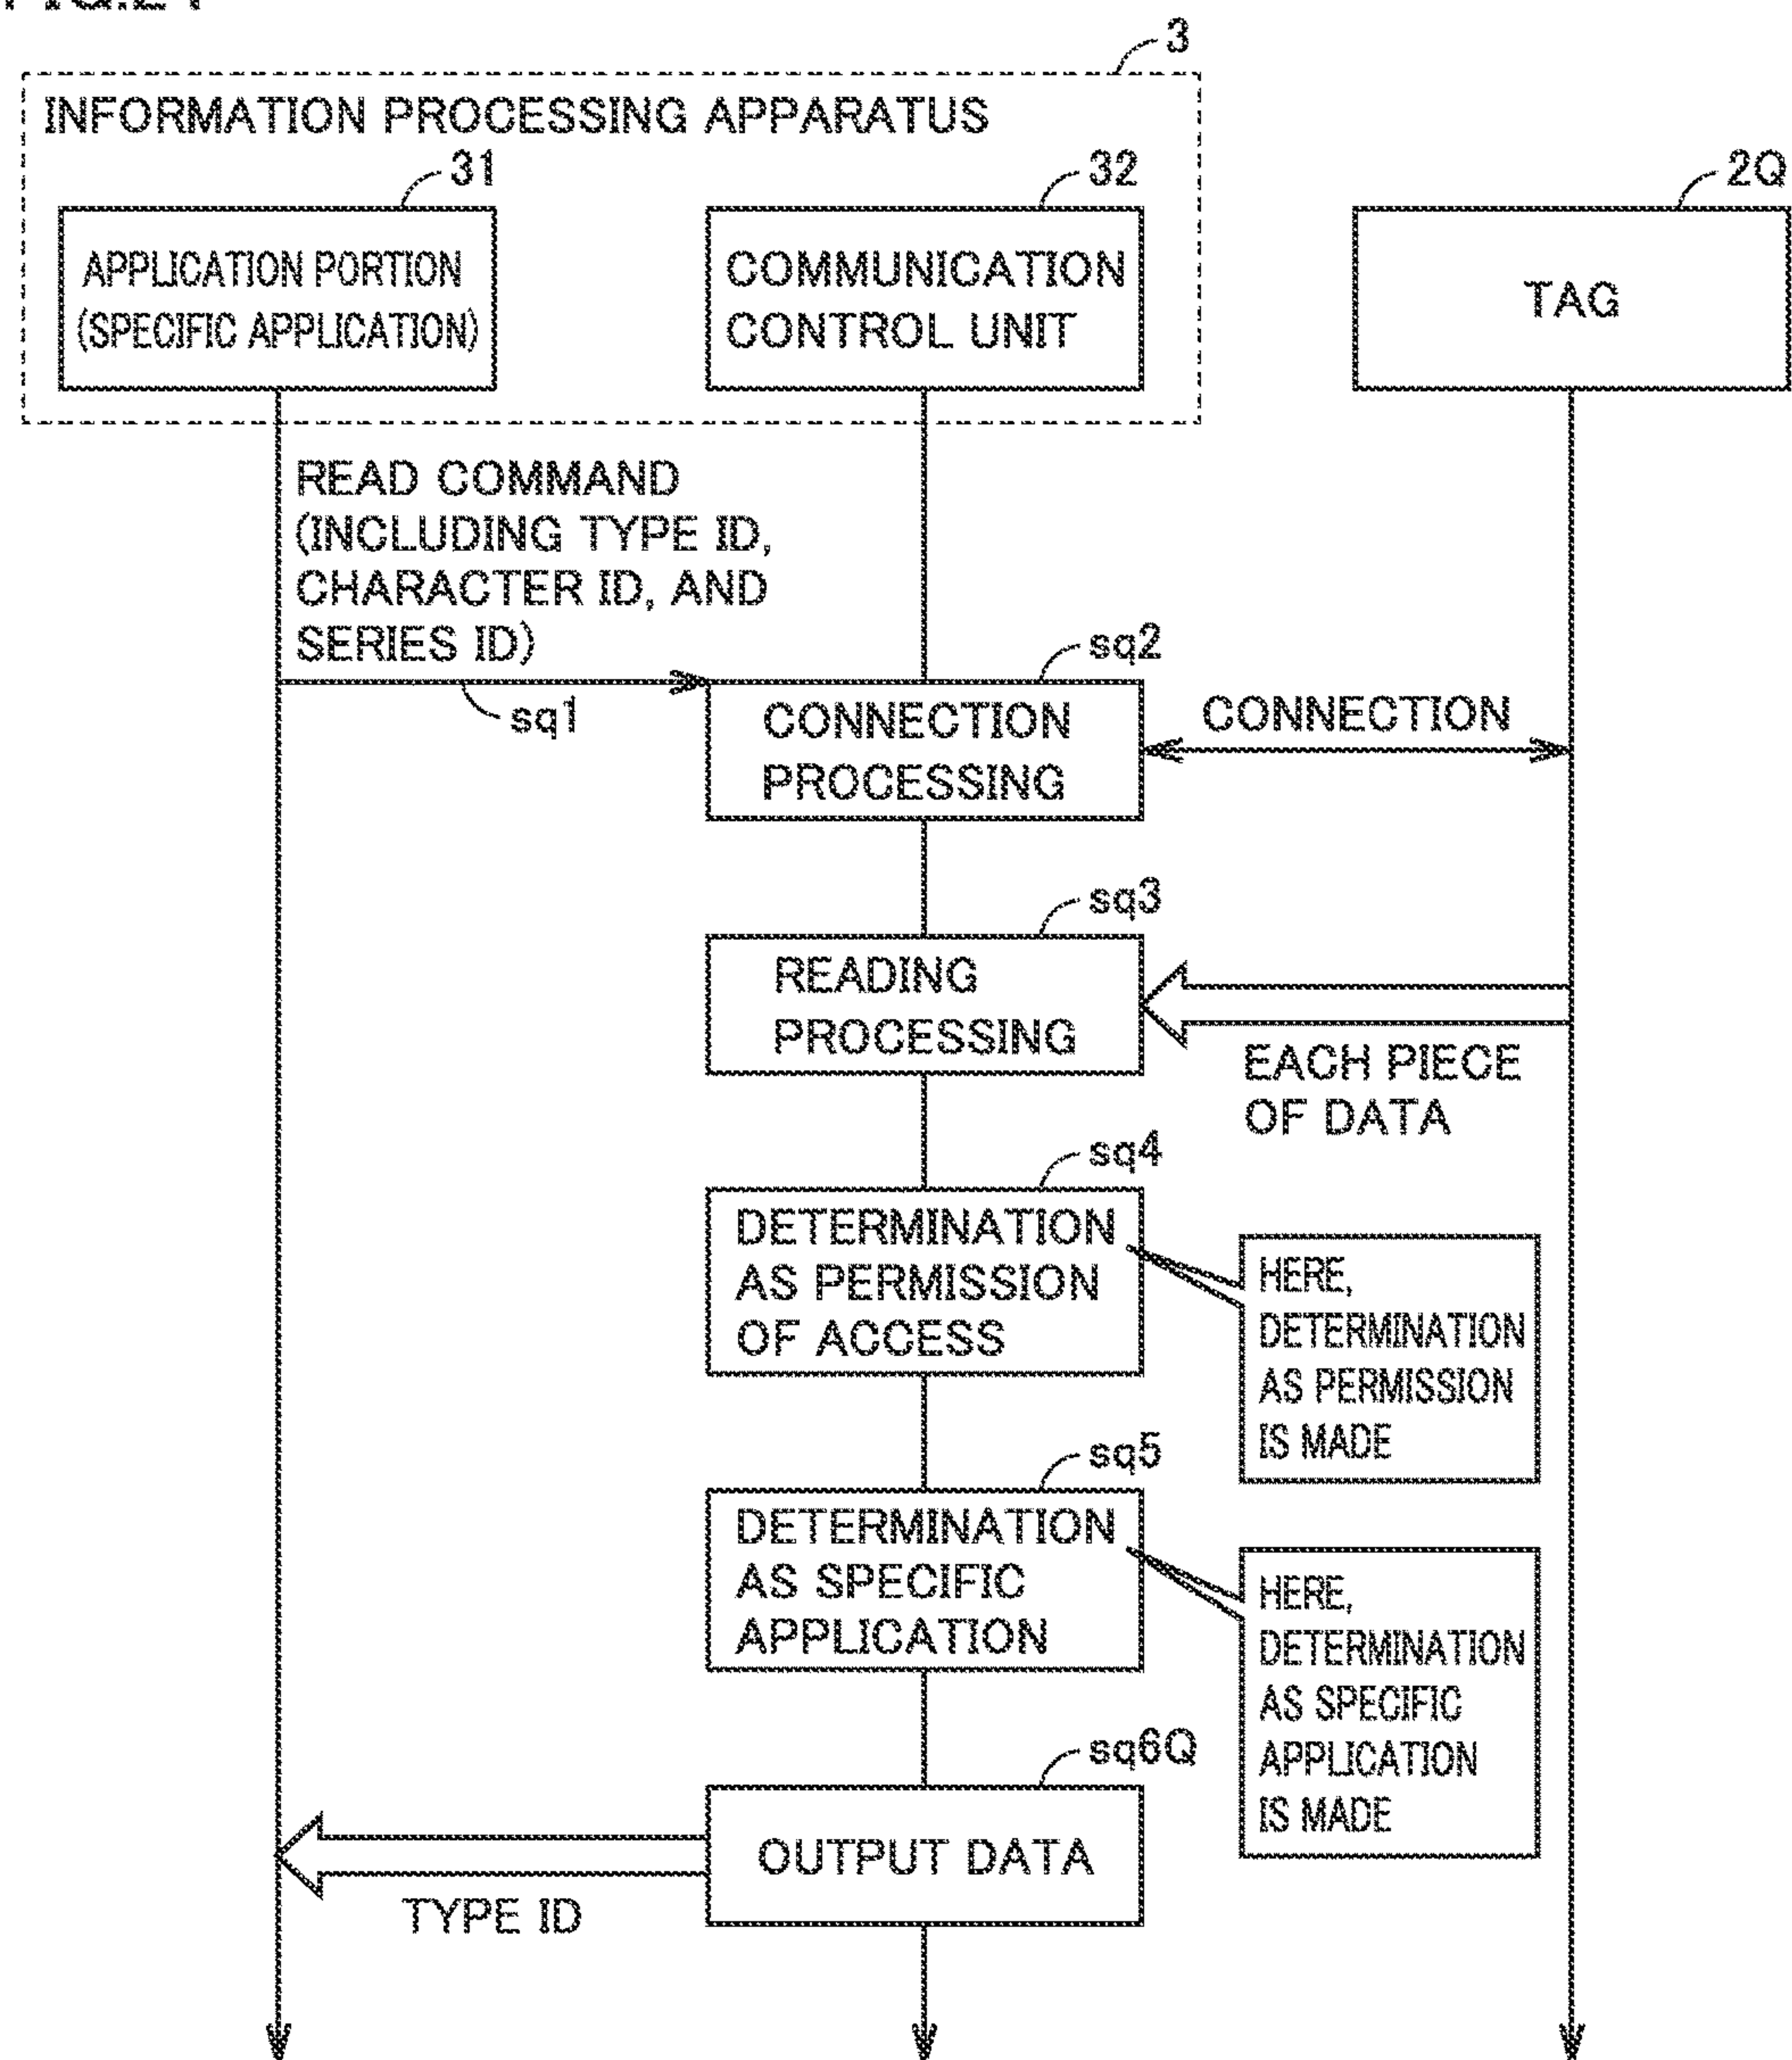 3
INFORMATION PROCESSING APPARATUS
31
32
2Q
APPLICATION PORTION
(SPECIFIC APPLICATION)
COMMUNICATION
CONTROL UNIT
TAG
READ COMMAND
(INCLUDING TYPE ID,
CHARACTER ID, AND
SERIES ID)
sq1
sq2
CONNECTION
PROCESSING
CONNECTION
sq3
READING
PROCESSING
EACH PIECE
OF DATA
sq4
DETERMINATION
AS PERMISSION
OF ACCESS
HERE,
DETERMINATION
AS PERMISSION
IS MADE
sq5
DETERMINATION
AS SPECIFIC
APPLICATION
HERE,
DETERMINATION
AS SPECIFIC
APPLICATION
IS MADE
sq6Q
OUTPUT DATA
TYPE ID